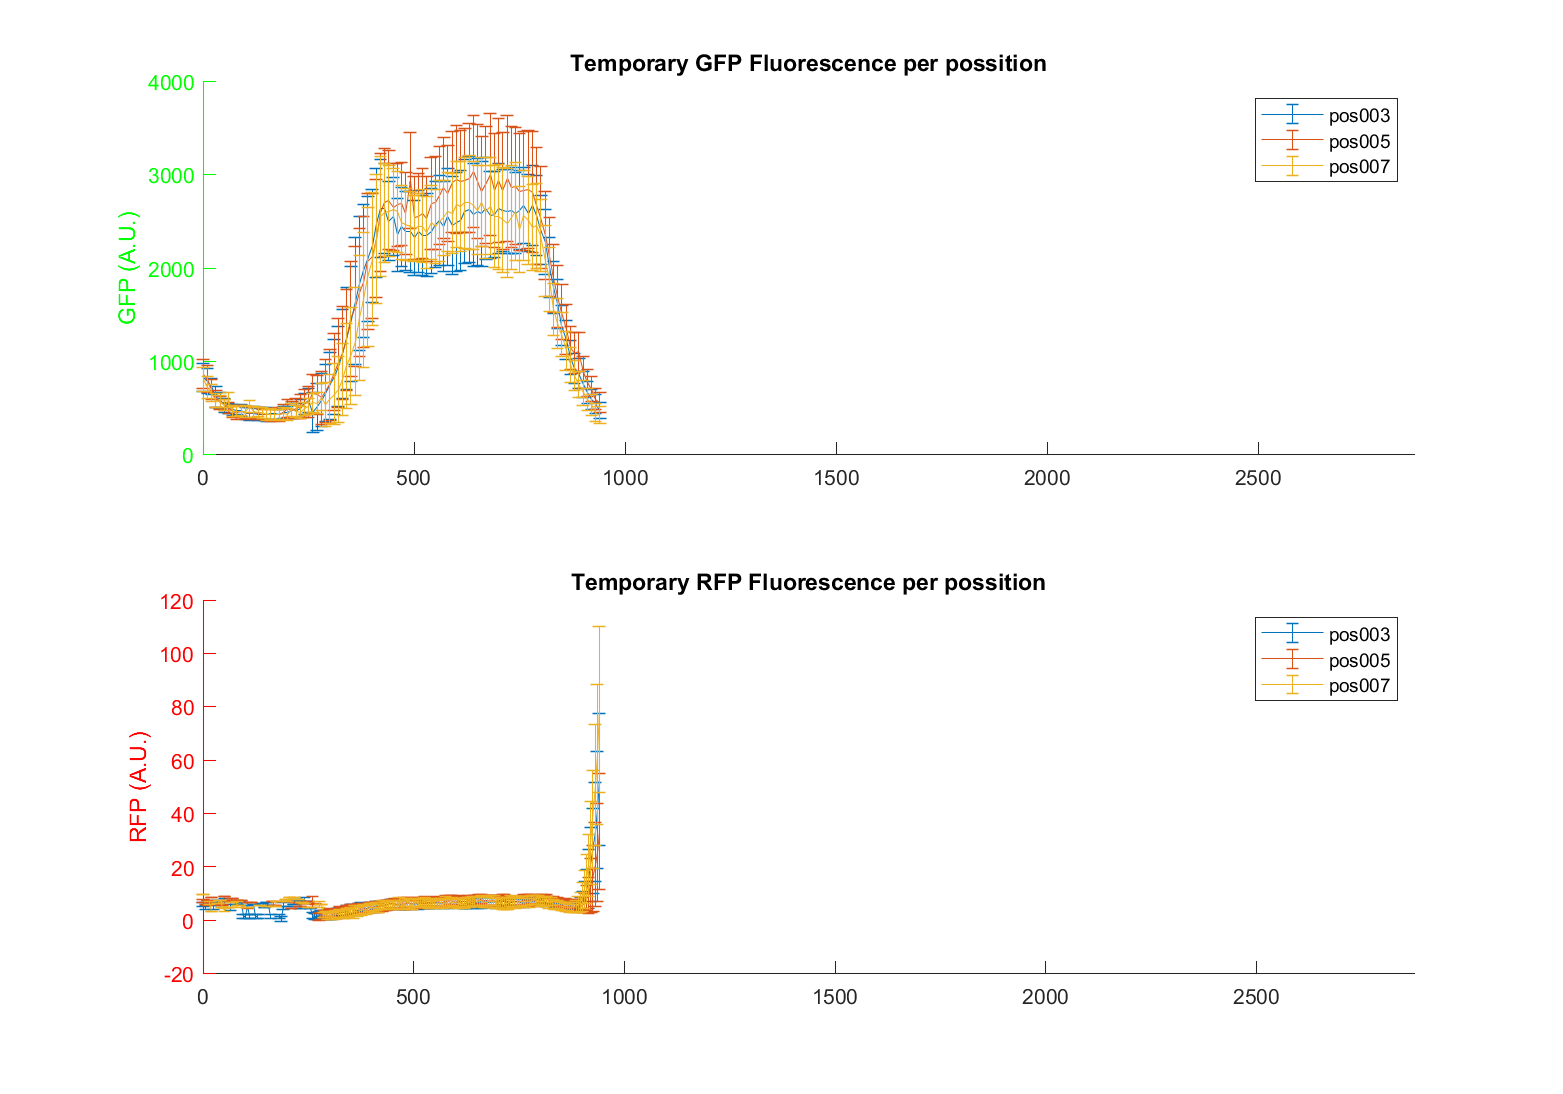 Temporary GFP Fluorescence per possition
4000
3000
2000
1000
0
GFP (A.U.)
0 500 1000 1500 2000 2500
pos003
pos005
pos007
Temporary RFP Fluorescence per possition
120
100
80
60
40
20
0
-20
RFP (A.U.)
0 500 1000 1500 2000 2500
pos003
pos005
pos007